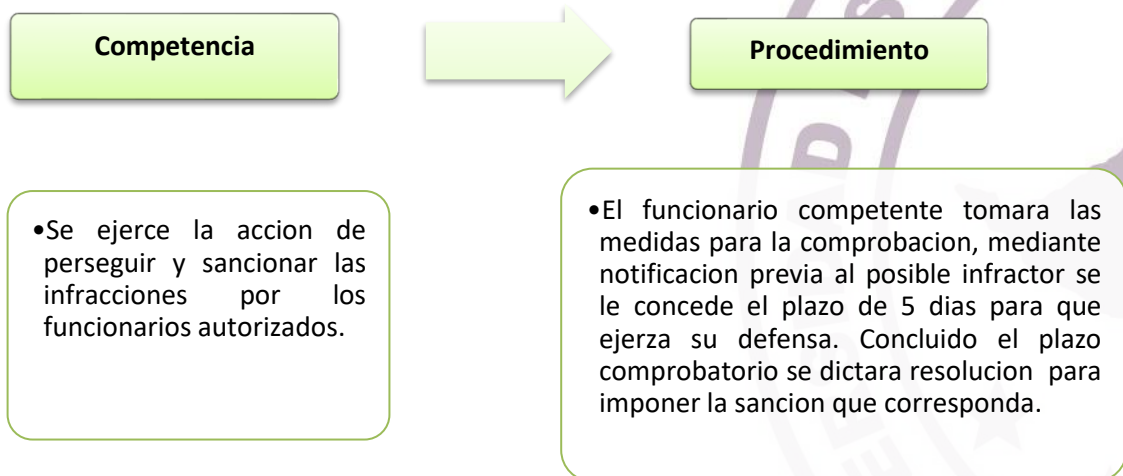 Competencia
Procedimiento
•Se ejerce la accion de
perseguir y sancionar las
infracciones por los
funcionarios autorizados.
•El funcionario competente tomara las
medidas para la comprobacion, mediante
notificacion previa al posible infractor se
le concede el plazo de 5 dias para que
ejerza su defensa. Concluido el plazo
comprobatorio se dictara resolucion para
imponer la sancion que corresponda.